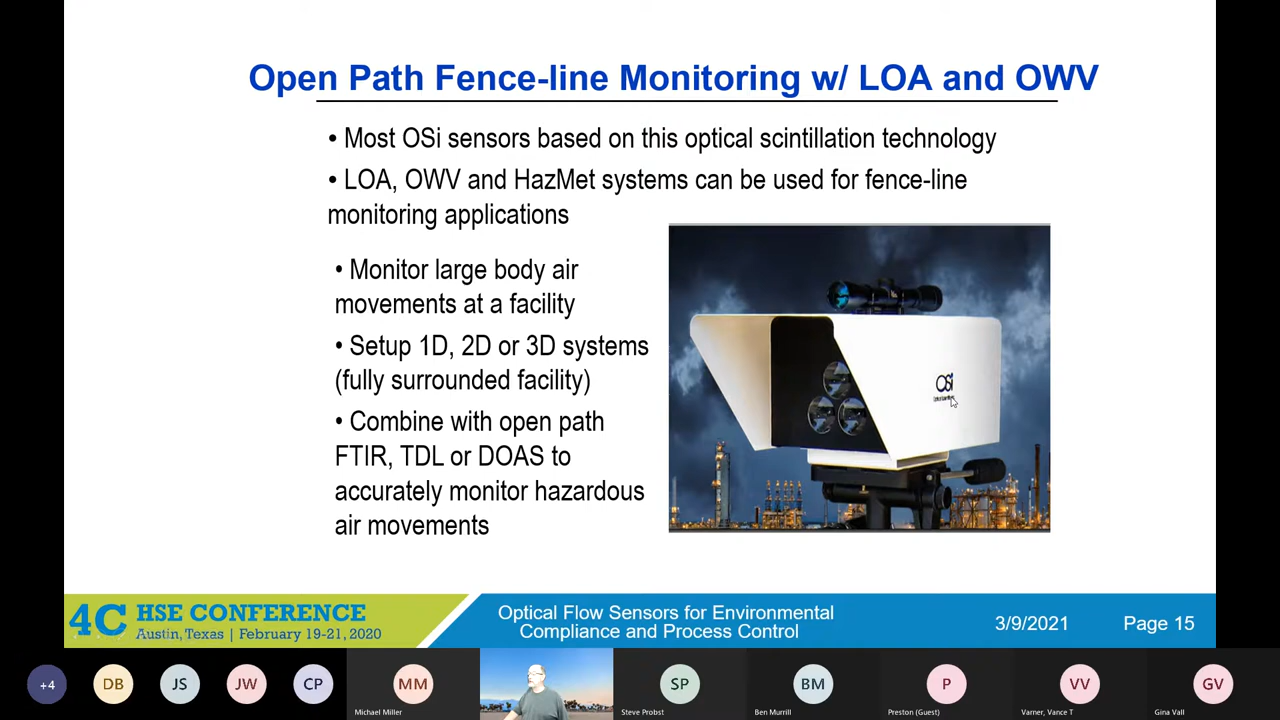 Open Path Fence-line Monitoring w/ LOA and OWV
• Most OSi sensors based on this optical scintillation technology
• LOA, OWV and HazMet systems can be used for fence-line
monitoring applications
• Monitor large body air
movements at a facility
• Setup 1D, 2D or 3D systems
(fully surrounded facility)
• Combine with open path
FTIR, TDL or DOAS to
accurately monitor hazardous
air movements
OSi
4C HSE CONFERENCE
Austin, Texas | February 19-21, 2020
Optical Flow Sensors for Environmental
Compliance and Process Control
3/9/2021
Page 15
+4
DB
JS
JW
CP
MM
Michael Miller
SP
Steve Probst
BM
Ben Murrill
P
Preston (Guest)
VV
Varner, Vance T
GV
Gina Vall